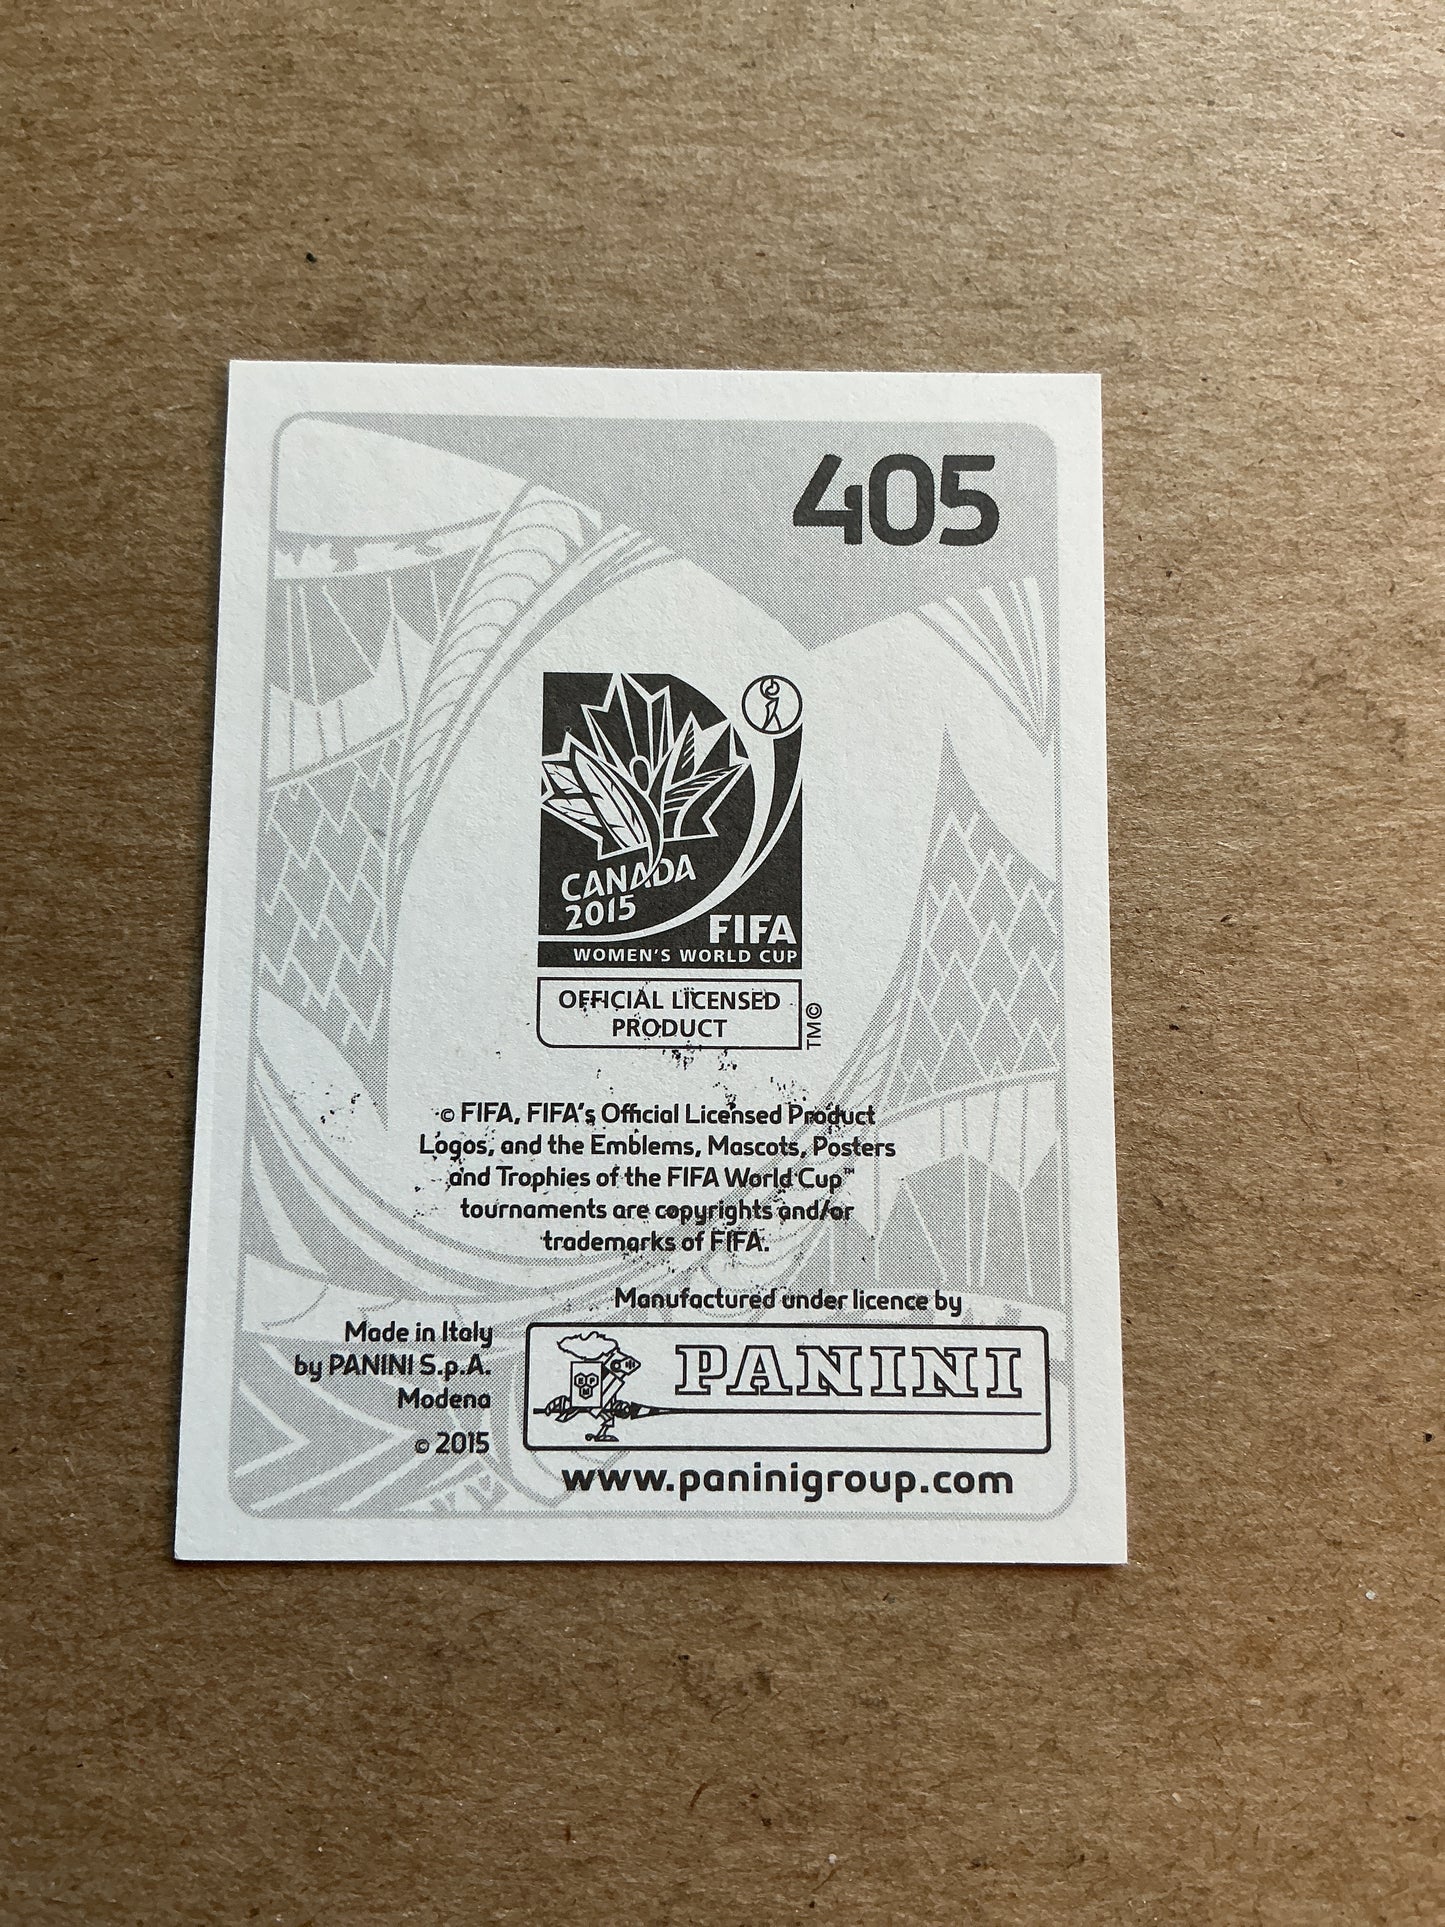 405
CANADA
2015
FIFA
WOMEN'S WORLD CUP
OFFICIAL LICENSED
PRODUCT
TM©
© FIFA, FIFA's Official Licensed Product
Logos, and the Emblems, Mascots, Posters
and Trophies of the FIFA World Cup™
tournaments are copyrights and/or
trademarks of FIFA.
Manufactured under licence by
Made in Italy
by PANINI S.p.A.
Modena
© 2015
PANINI
www.paninigroup.com